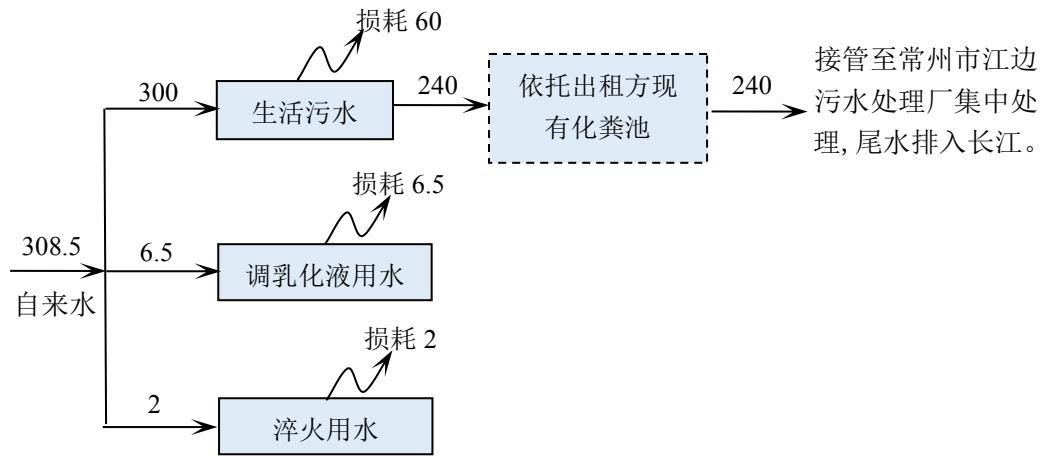 损耗 60
300
生活污水
240
依托出租方现
有化粪池
240
接管至常州市江边
污水处理厂集中处
理,尾水排入长江。
损耗 6.5
308.5
自来水
6.5
调乳化液用水
损耗 2
2
淬火用水